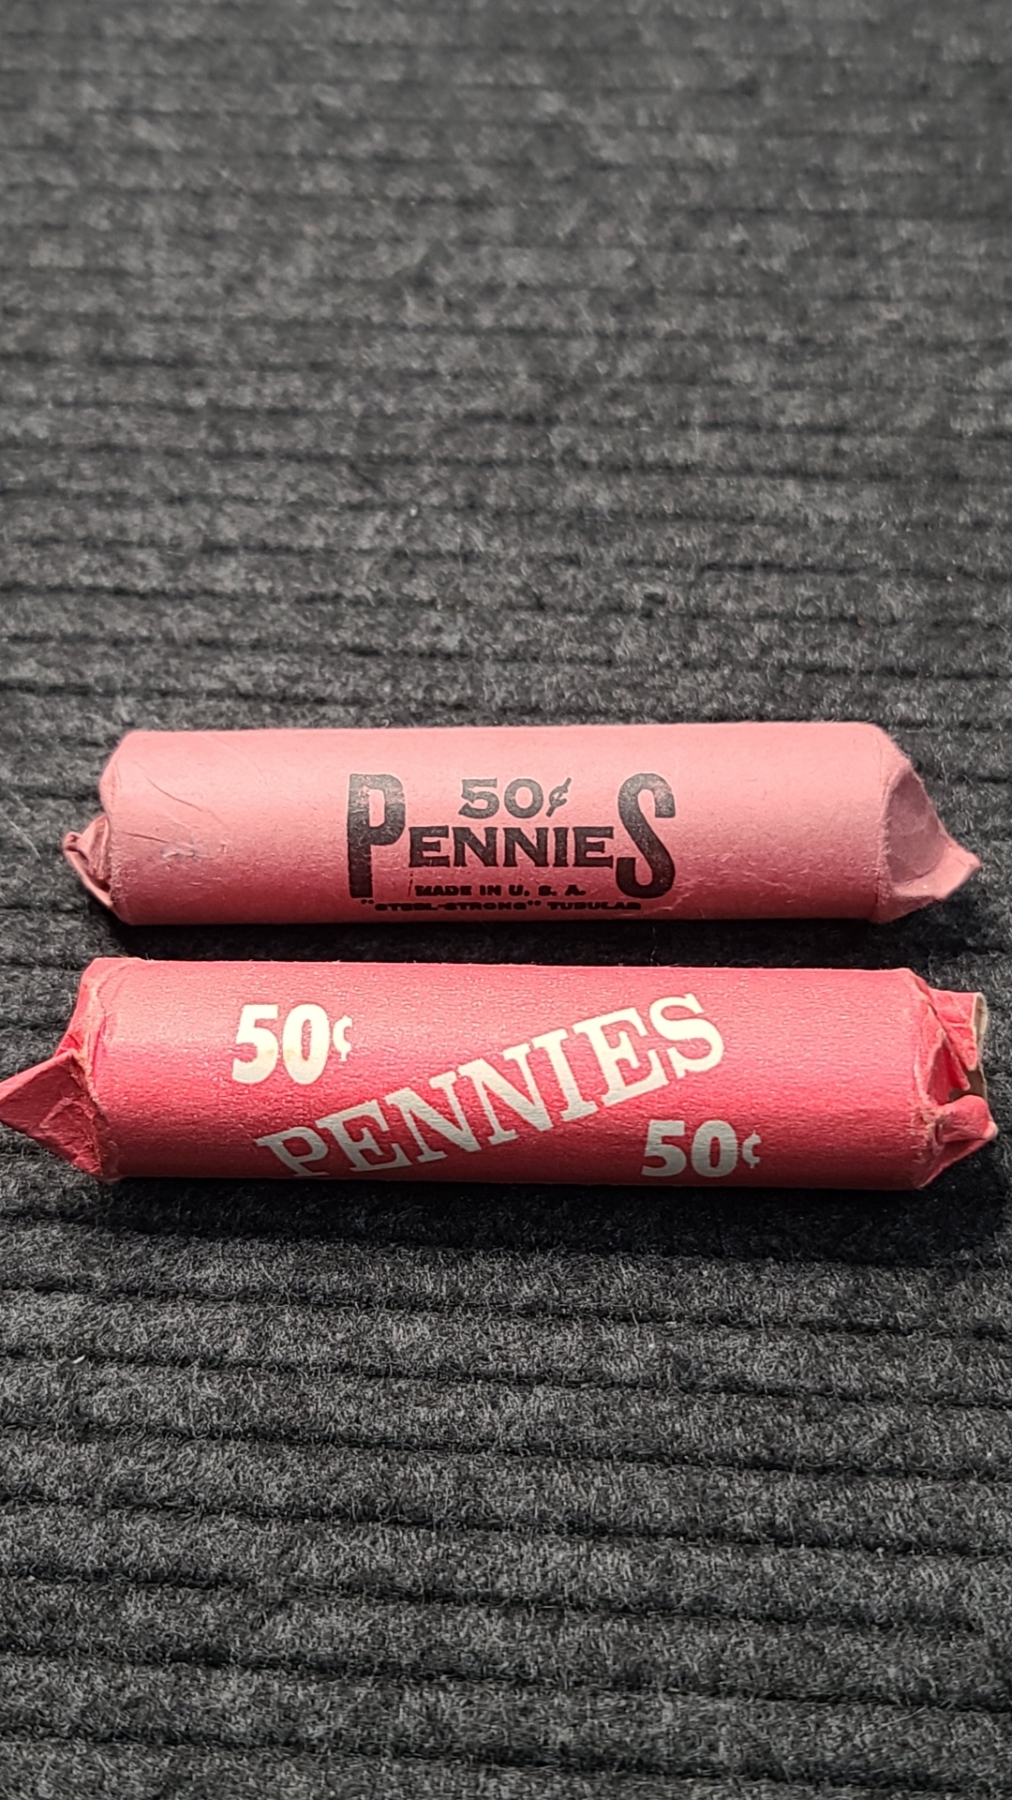 50¢
PENNIES
MADE IN U. S. A.
"STEEL-STRONG" TUBULAR
50¢
PENNIES
50¢